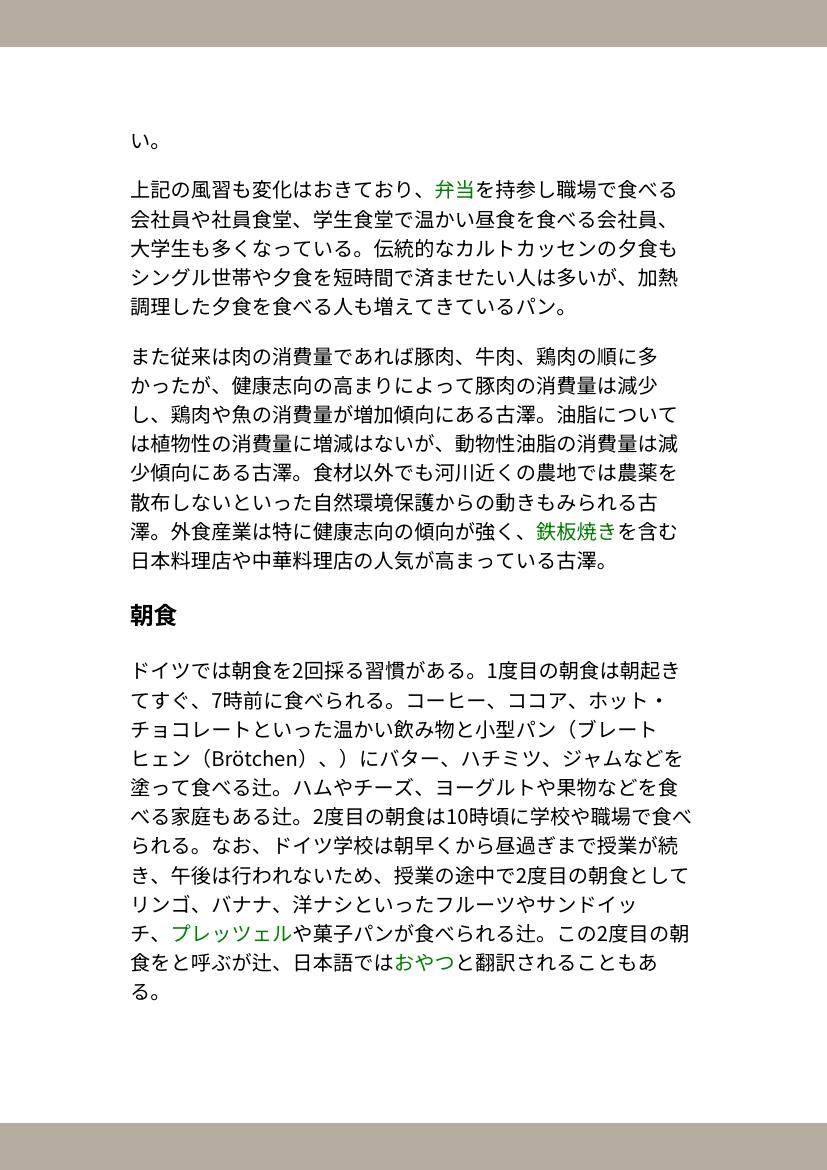 い。
上記の風習も変化はおきており、弁当を持参し職場で食べる
会社員や社員食堂、学生食堂で温かい昼食を食べる会社員、
大学生も多くなっている。伝統的なカルトカッセンの夕食も
シングル世帯や夕食を短時間で済ませたい人は多いが、加熱
調理した夕食を食べる人も増えてきているパン。
また従来は肉の消費量であれば豚肉、牛肉、鶏肉の順に多
かったが、健康志向の高まりによって豚肉の消費量は減少
し、鶏肉や魚の消費量が増加傾向にある古澤。油脂について
は植物性の消費量に増減はないが、動物性油脂の消費量は減
少傾向にある古澤。食材以外でも河川近くの農地では農薬を
散布しないといった自然環境保護からの動きもみられる古
澤。外食産業は特に健康志向の傾向が強く、鉄板焼きを含む
日本料理店や中華料理店の人気が高まっている古澤。
朝食
ドイツでは朝食を2回採る習慣がある。1度目の朝食は朝起き
てすぐ、7時前に食べられる。コーヒー、ココア、ホット・
チョコレートといった温かい飲み物と小型パン（ブレート
ヒェン（Brötchen）、）にバター、ハチミツ、ジャムなどを
塗って食べる辻。ハムやチーズ、ヨーグルトや果物などを食
べる家庭もある辻。2度目の朝食は10時頃に学校や職場で食べ
られる。なお、ドイツ学校は朝早くから昼過ぎまで授業が続
き、午後は行われないため、授業の途中で2度目の朝食として
リンゴ、バナナ、洋ナシといったフルーツやサンドイッ
チ、プレッツェルや菓子パンが食べられる辻。この2度目の朝
食をと呼ぶが辻、日本語ではおやつと翻訳されることもあ
る。